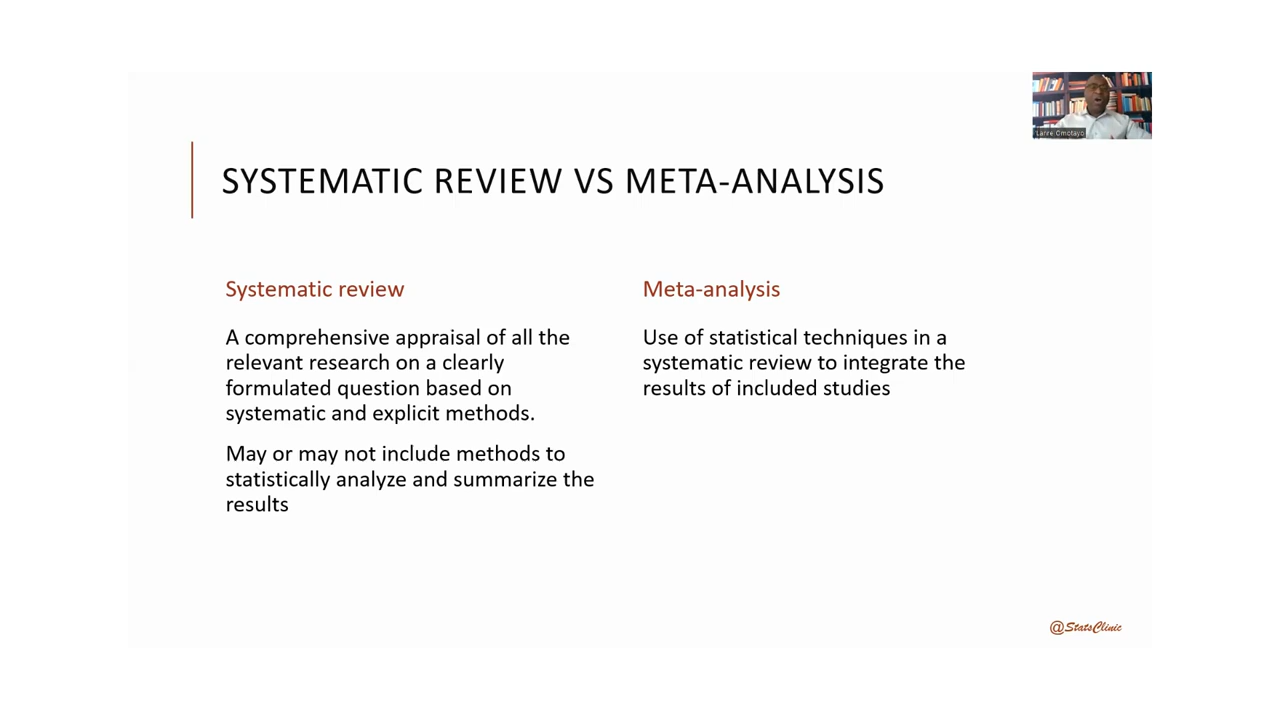 Lanre Omotayo
SYSTEMATIC REVIEW VS META-ANALYSIS
Systematic review
A comprehensive appraisal of all the
relevant research on a clearly
formulated question based on
systematic and explicit methods.
May or may not include methods to
statistically analyze and summarize the
results
Meta-analysis
Use of statistical techniques in a
systematic review to integrate the
results of included studies
@StatsClinic